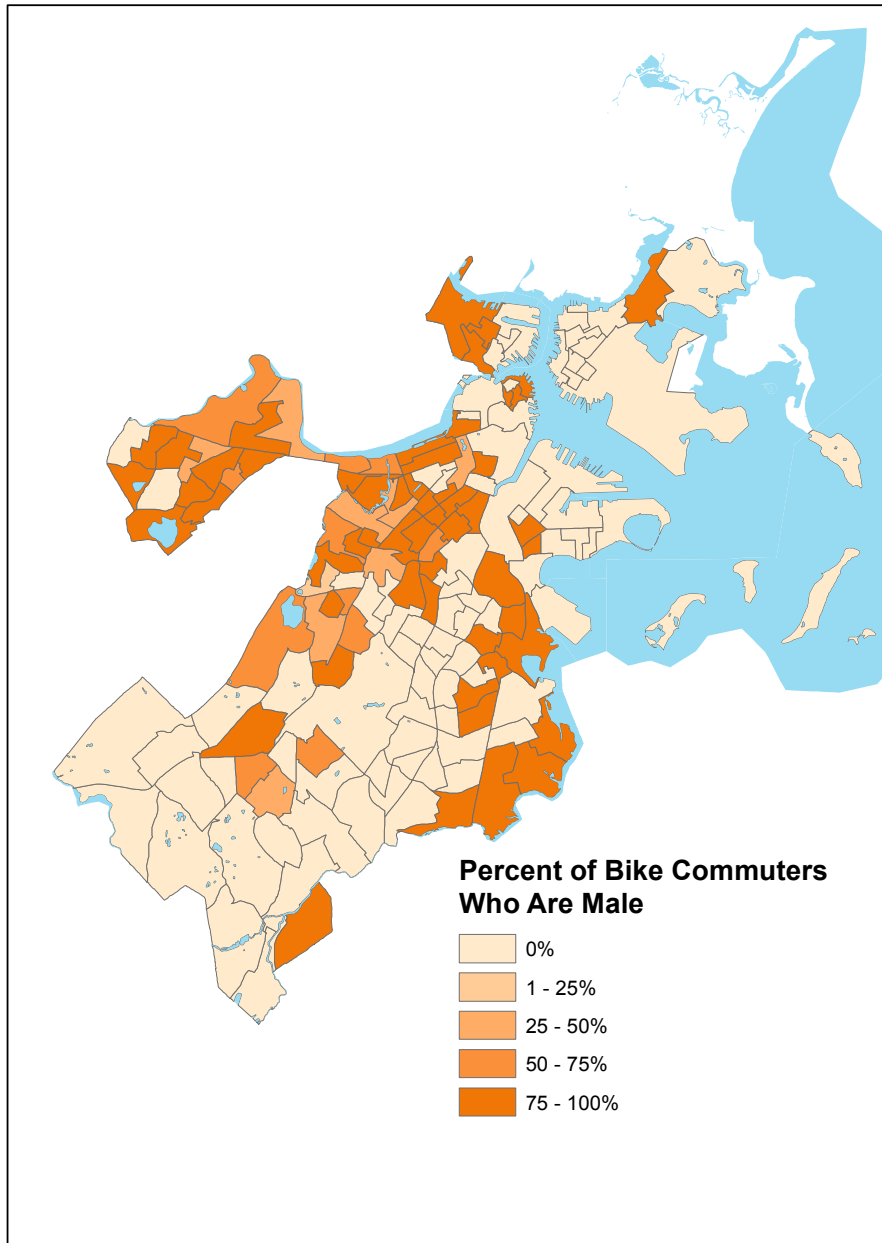 Percent of Bike Commuters
Who Are Male
0%
1 - 25%
25 - 50%
50 - 75%
75 - 100%